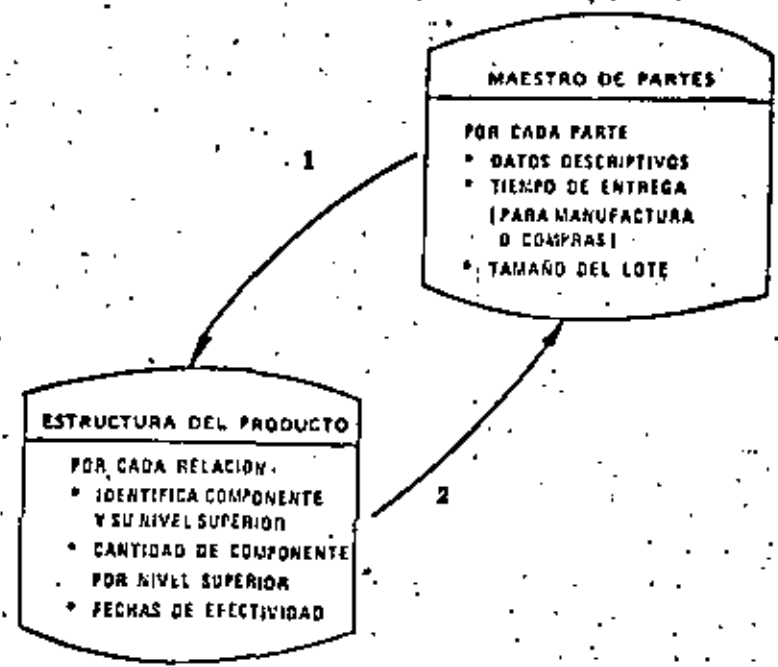 MAESTRO DE PARTES
POR CADA PARTE
• DATOS DESCRIPTIVOS
• TIEMPO DE ENTREGA
(PARA MANUFACTURA
O COMPRAS)
• TAMAÑO DEL LOTE
1
ESTRUCTURA DEL PRODUCTO
POR CADA RELACION
• IDENTIFICA COMPONENTE
Y SU NIVEL SUPERIOR
• CANTIDAD DE COMPONENTE
POR NIVEL SUPERIOR
• FECHAS DE EFECTIVIDAD
2